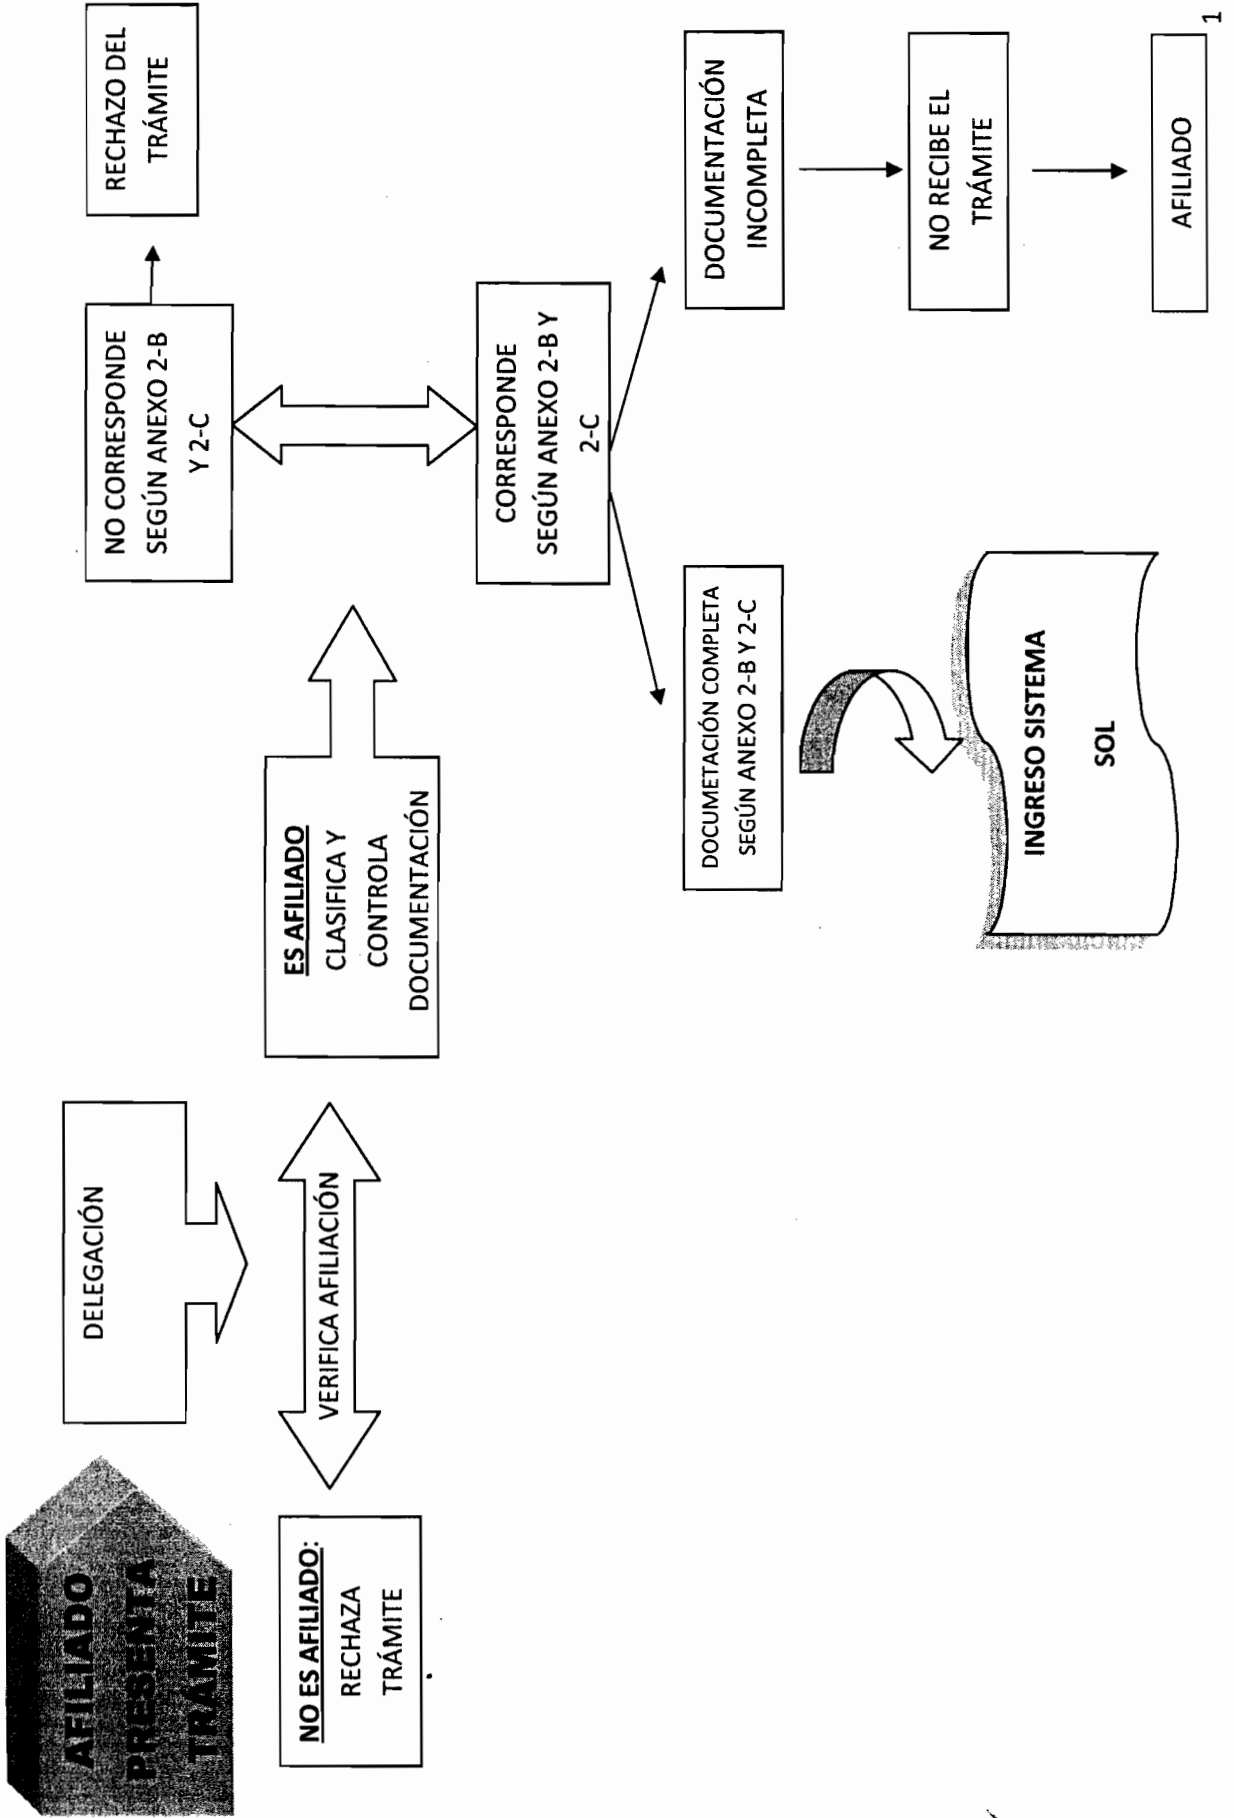 AFILIADO
PRESENTA
TRÁMITE
DELEGACIÓN
VERIFICA AFILIACIÓN
NO ES AFILIADO:
RECHAZA
TRÁMITE
ES AFILIADO
CLASIFICA Y
CONTROLA
DOCUMENTACIÓN
NO CORRESPONDE
SEGÚN ANEXO 2-B
Y 2-C
RECHAZO DEL
TRÁMITE
CORRESPONDE
SEGÚN ANEXO 2-B Y
2-C
DOCUMETACIÓN COMPLETA
SEGÚN ANEXO 2-B Y 2-C
INGRESO SISTEMA
SOL
DOCUMENTACIÓN
INCOMPLETA
NO RECIBE EL
TRÁMITE
AFILIADO
1